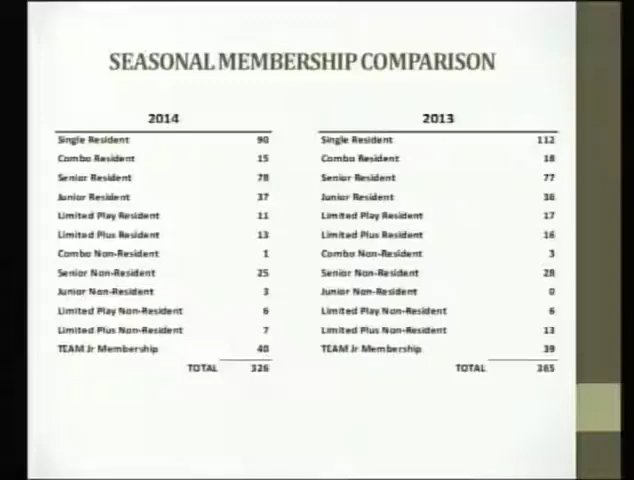 SEASONAL MEMBERSHIP COMPARISON
2014 2013
Single Resident 90 Single Resident 112
Combo Resident 15 Combo Resident 18
Senior Resident 78 Senior Resident 77
Junior Resident 37 Junior Resident 36
Limited Play Resident 11 Limited Play Resident 17
Limited Plus Resident 13 Limited Plus Resident 16
Combo Non-Resident 1 Combo Non-Resident 3
Senior Non-Resident 25 Senior Non-Resident 28
Junior Non-Resident 3 Junior Non-Resident 0
Limited Play Non-Resident 6 Limited Play Non-Resident 6
Limited Plus Non-Resident 7 Limited Plus Non-Resident 13
TEAM Jr Membership 40 TEAM Jr Membership 39
TOTAL 326 TOTAL 365